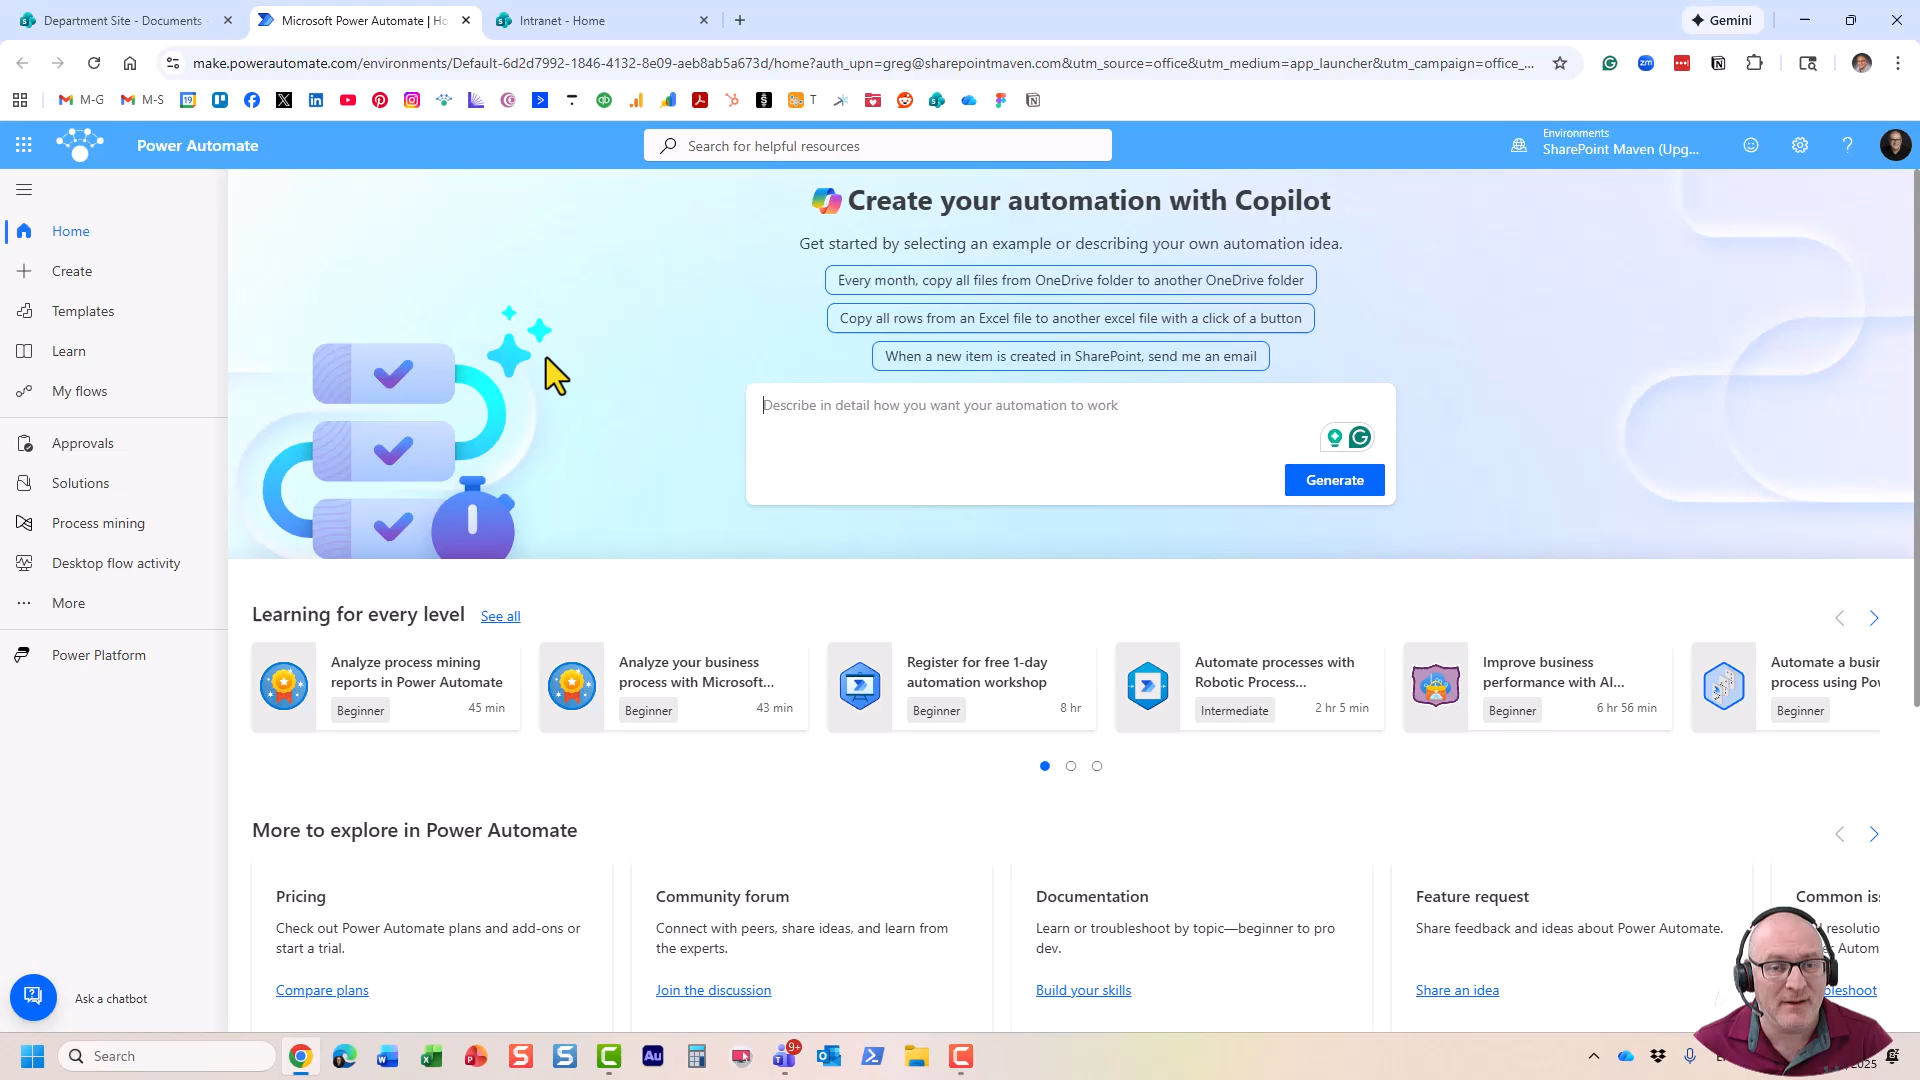 Department Site - Documents -
Microsoft Power Automate | Ho
Intranet - Home
Gemini
make.powerautomate.com/environments/Default-6d2d7992-1846-4132-8e09-aeb8ab5a673d/home?auth_upn=greg@sharepointmaven.com&utm_source=office&utm_medium=app_launcher&utm_campaign=office_...
M-G
M-S
T
Power Automate
Search for helpful resources
Environments
SharePoint Maven (Upg...
Home
Create
Templates
Learn
My flows
Approvals
Solutions
Process mining
Desktop flow activity
More
Power Platform
Ask a chatbot
Create your automation with Copilot
Get started by selecting an example or describing your own automation idea.
Every month, copy all files from OneDrive folder to another OneDrive folder
Copy all rows from an Excel file to another excel file with a click of a button
When a new item is created in SharePoint, send me an email
Describe in detail how you want your automation to work
Generate
Learning for every level
See all
Analyze process mining
reports in Power Automate
Beginner
45 min
Analyze your business
process with Microsoft...
Beginner
43 min
Register for free 1-day
automation workshop
Beginner
8 hr
Automate processes with
Robotic Process...
Intermediate
2 hr 5 min
Improve business
performance with AI...
Beginner
6 hr 56 min
Automate a busin
process using Pow
Beginner
More to explore in Power Automate
Pricing
Check out Power Automate plans and add-ons or
start a trial.
Compare plans
Community forum
Connect with peers, share ideas, and learn from
the experts.
Join the discussion
Documentation
Learn or troubleshoot by topic—beginner to pro
dev.
Build your skills
Feature request
Share feedback and ideas about Power Automate.
Share an idea
Common iss
resolutio
Autom
bleshoot
Search
9+
2025